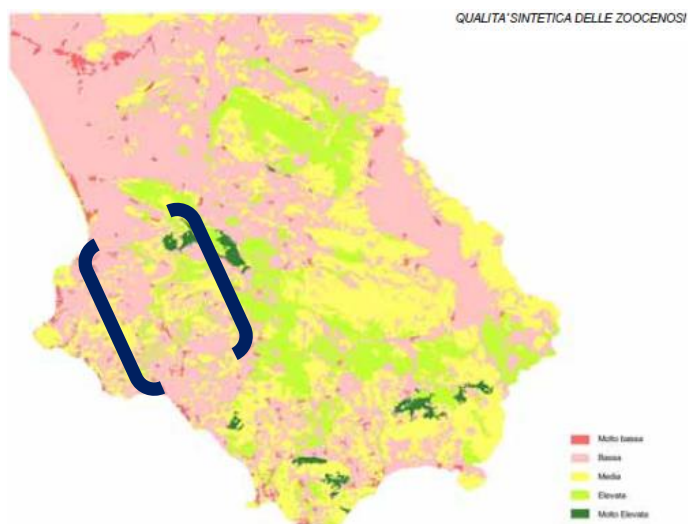 QUALITA'SINTETICA DELLE ZOOCENOSI
Molto bassa
Bassa
Media
Elevata
Molto Elevata